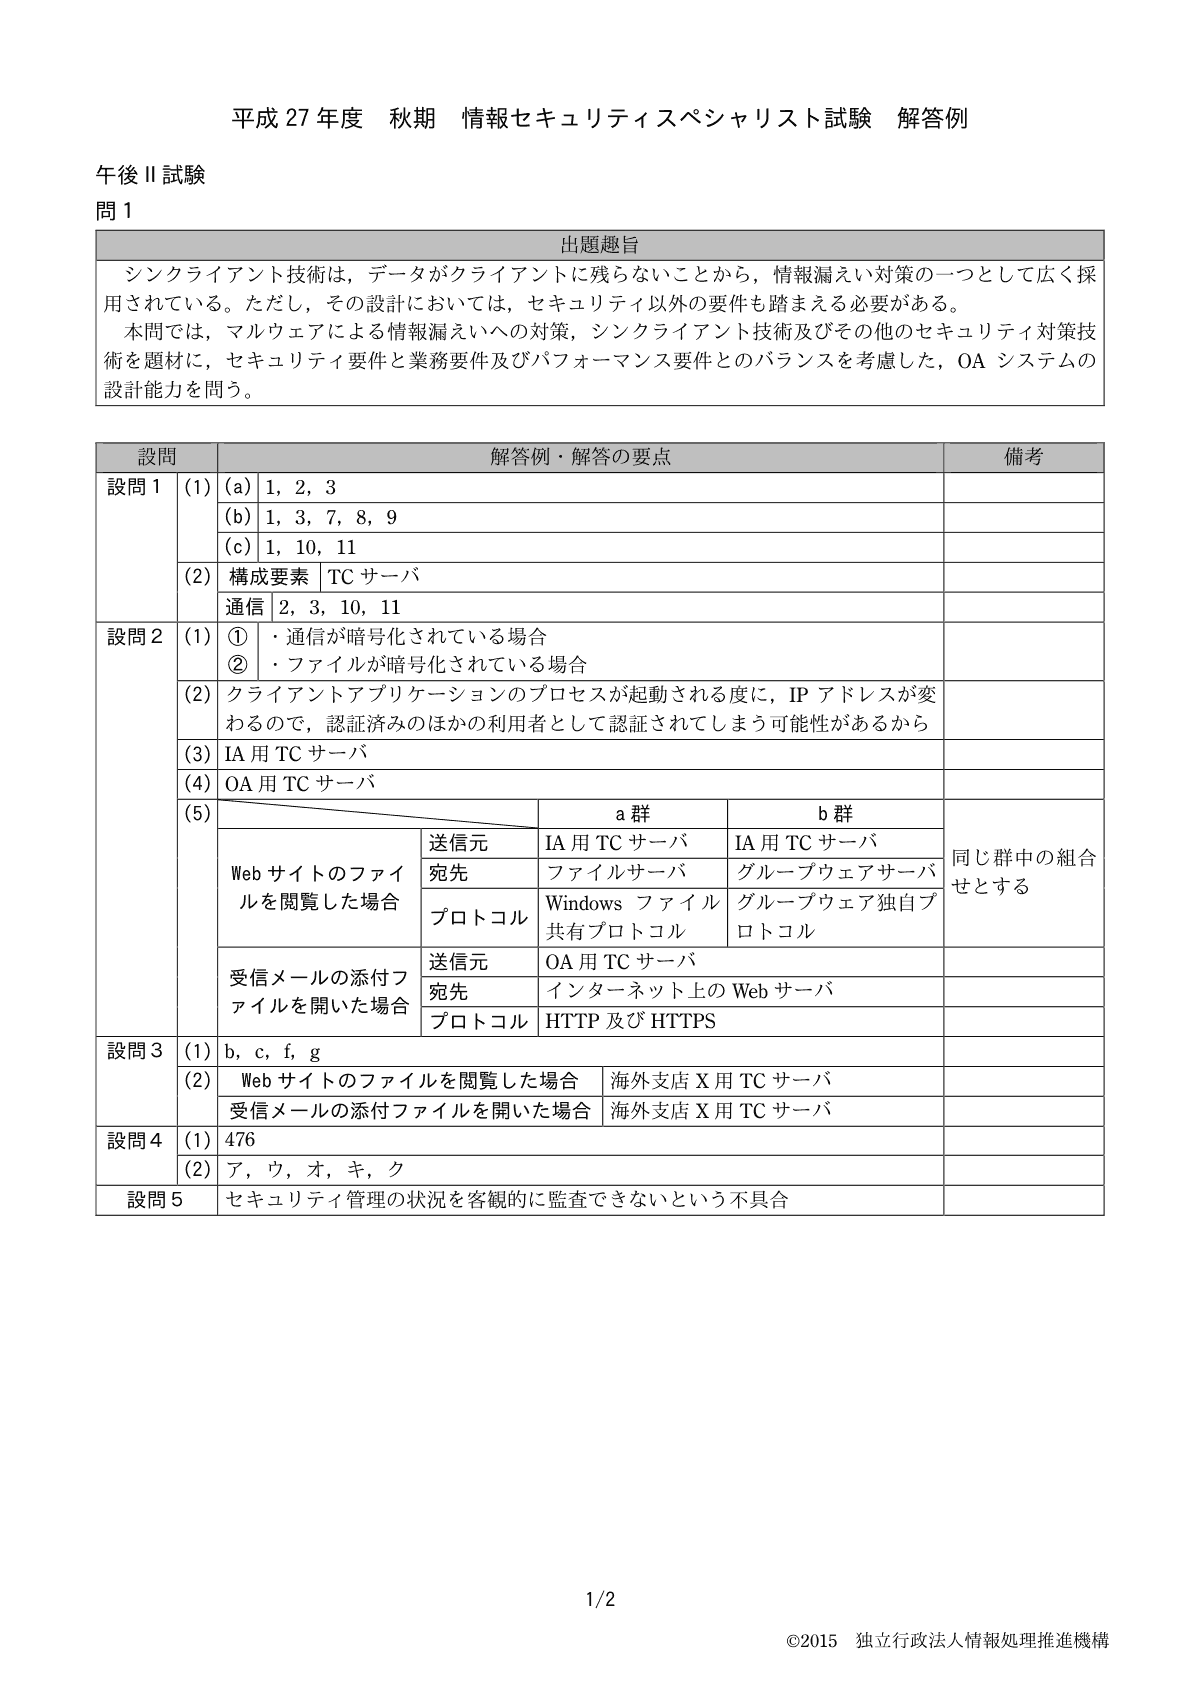 平成 27 年度　秋期　情報セキュリティスペシャリスト試験　解答例
午後 II 試験
問 1
出題趣旨
シンクライアント技術は，データがクライアントに残らないことから，情報漏えい対策の一つとして広く採
用されている。ただし，その設計においては，セキュリティ以外の要件も踏まえる必要がある。
本問では，マルウェアによる情報漏えいへの対策，シンクライアント技術及びその他のセキュリティ対策技
術を題材に，セキュリティ要件と業務要件及びパフォーマンス要件とのバランスを考慮した，OA システムの
設計能力を問う。
設問 解答例・解答の要点 備考
設問 1 (1) (a) 1，2，3
(b) 1，3，7，8，9
(c) 1，10，11
(2) 構成要素 TC サーバ
通信 2，3，10，11
設問 2 (1) ① ・通信が暗号化されている場合
② ・ファイルが暗号化されている場合
(2) クライアントアプリケーションのプロセスが起動される度に，IP アドレスが変
わるので，認証済みのほかの利用者として認証されてしまう可能性があるから
(3) IA 用 TC サーバ
(4) OA 用 TC サーバ
(5) a 群 b 群
Web サイトのファイ
ルを閲覧した場合
送信元 IA 用 TC サーバ IA 用 TC サーバ
宛先 ファイルサーバ グループウェアサーバ
プロトコル
Windows ファイル
共有プロトコル
グループウェア独自プ
ロトコル
同じ群中の組合
せとする
受信メールの添付フ
ァイルを開いた場合
送信元 OA 用 TC サーバ
宛先 インターネット上の Web サーバ
プロトコル HTTP 及び HTTPS
設問 3 (1) b，c，f，g
(2) Web サイトのファイルを閲覧した場合 海外支店 X 用 TC サーバ
受信メールの添付ファイルを開いた場合 海外支店 X 用 TC サーバ
設問 4 (1) 476
(2) ア，ウ，オ，キ，ク
設問 5 セキュリティ管理の状況を客観的に監査できないという不具合
1/2
©2015　独立行政法人情報処理推進機構